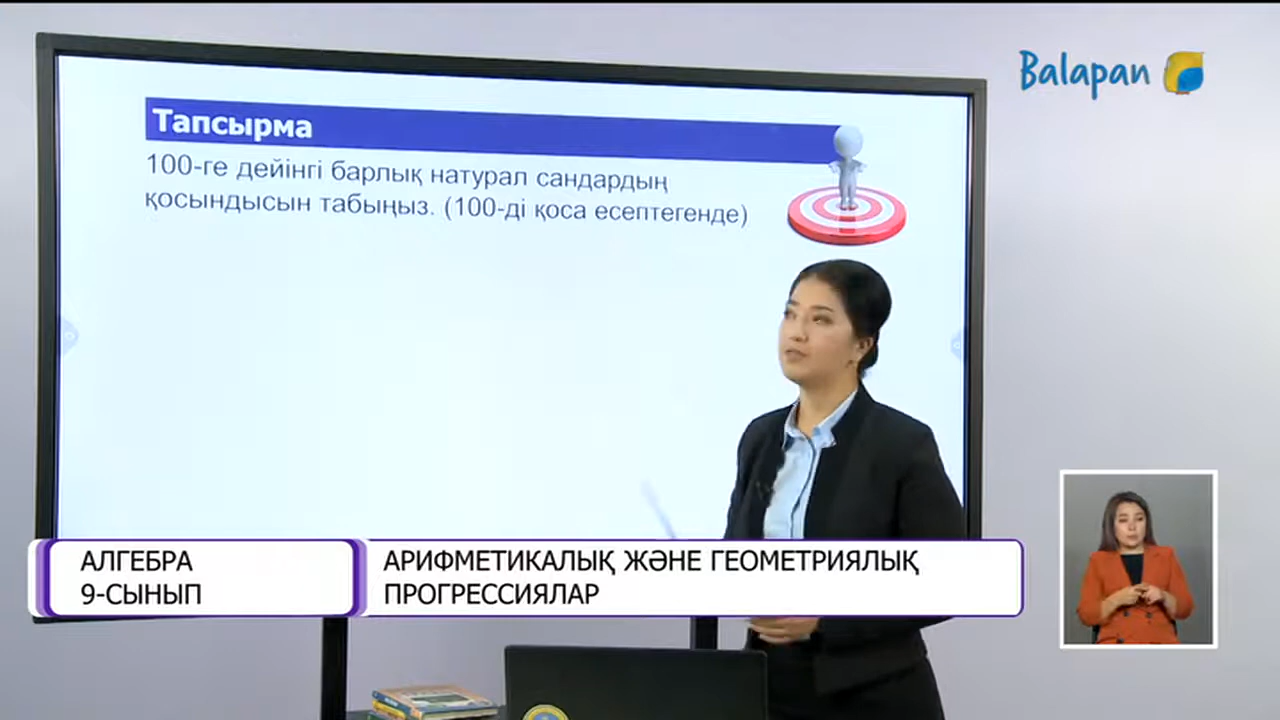 Balapan
Тапсырма
100-ге дейінгі барлық натурал сандардың
қосындысын табыңыз. (100-ді қоса есептегенде)
АЛГЕБРА
9-СЫНЫП
АРИФМЕТИКАЛЫҚ ЖӘНЕ ГЕОМЕТРИЯЛЫҚ
ПРОГРЕССИЯЛАР